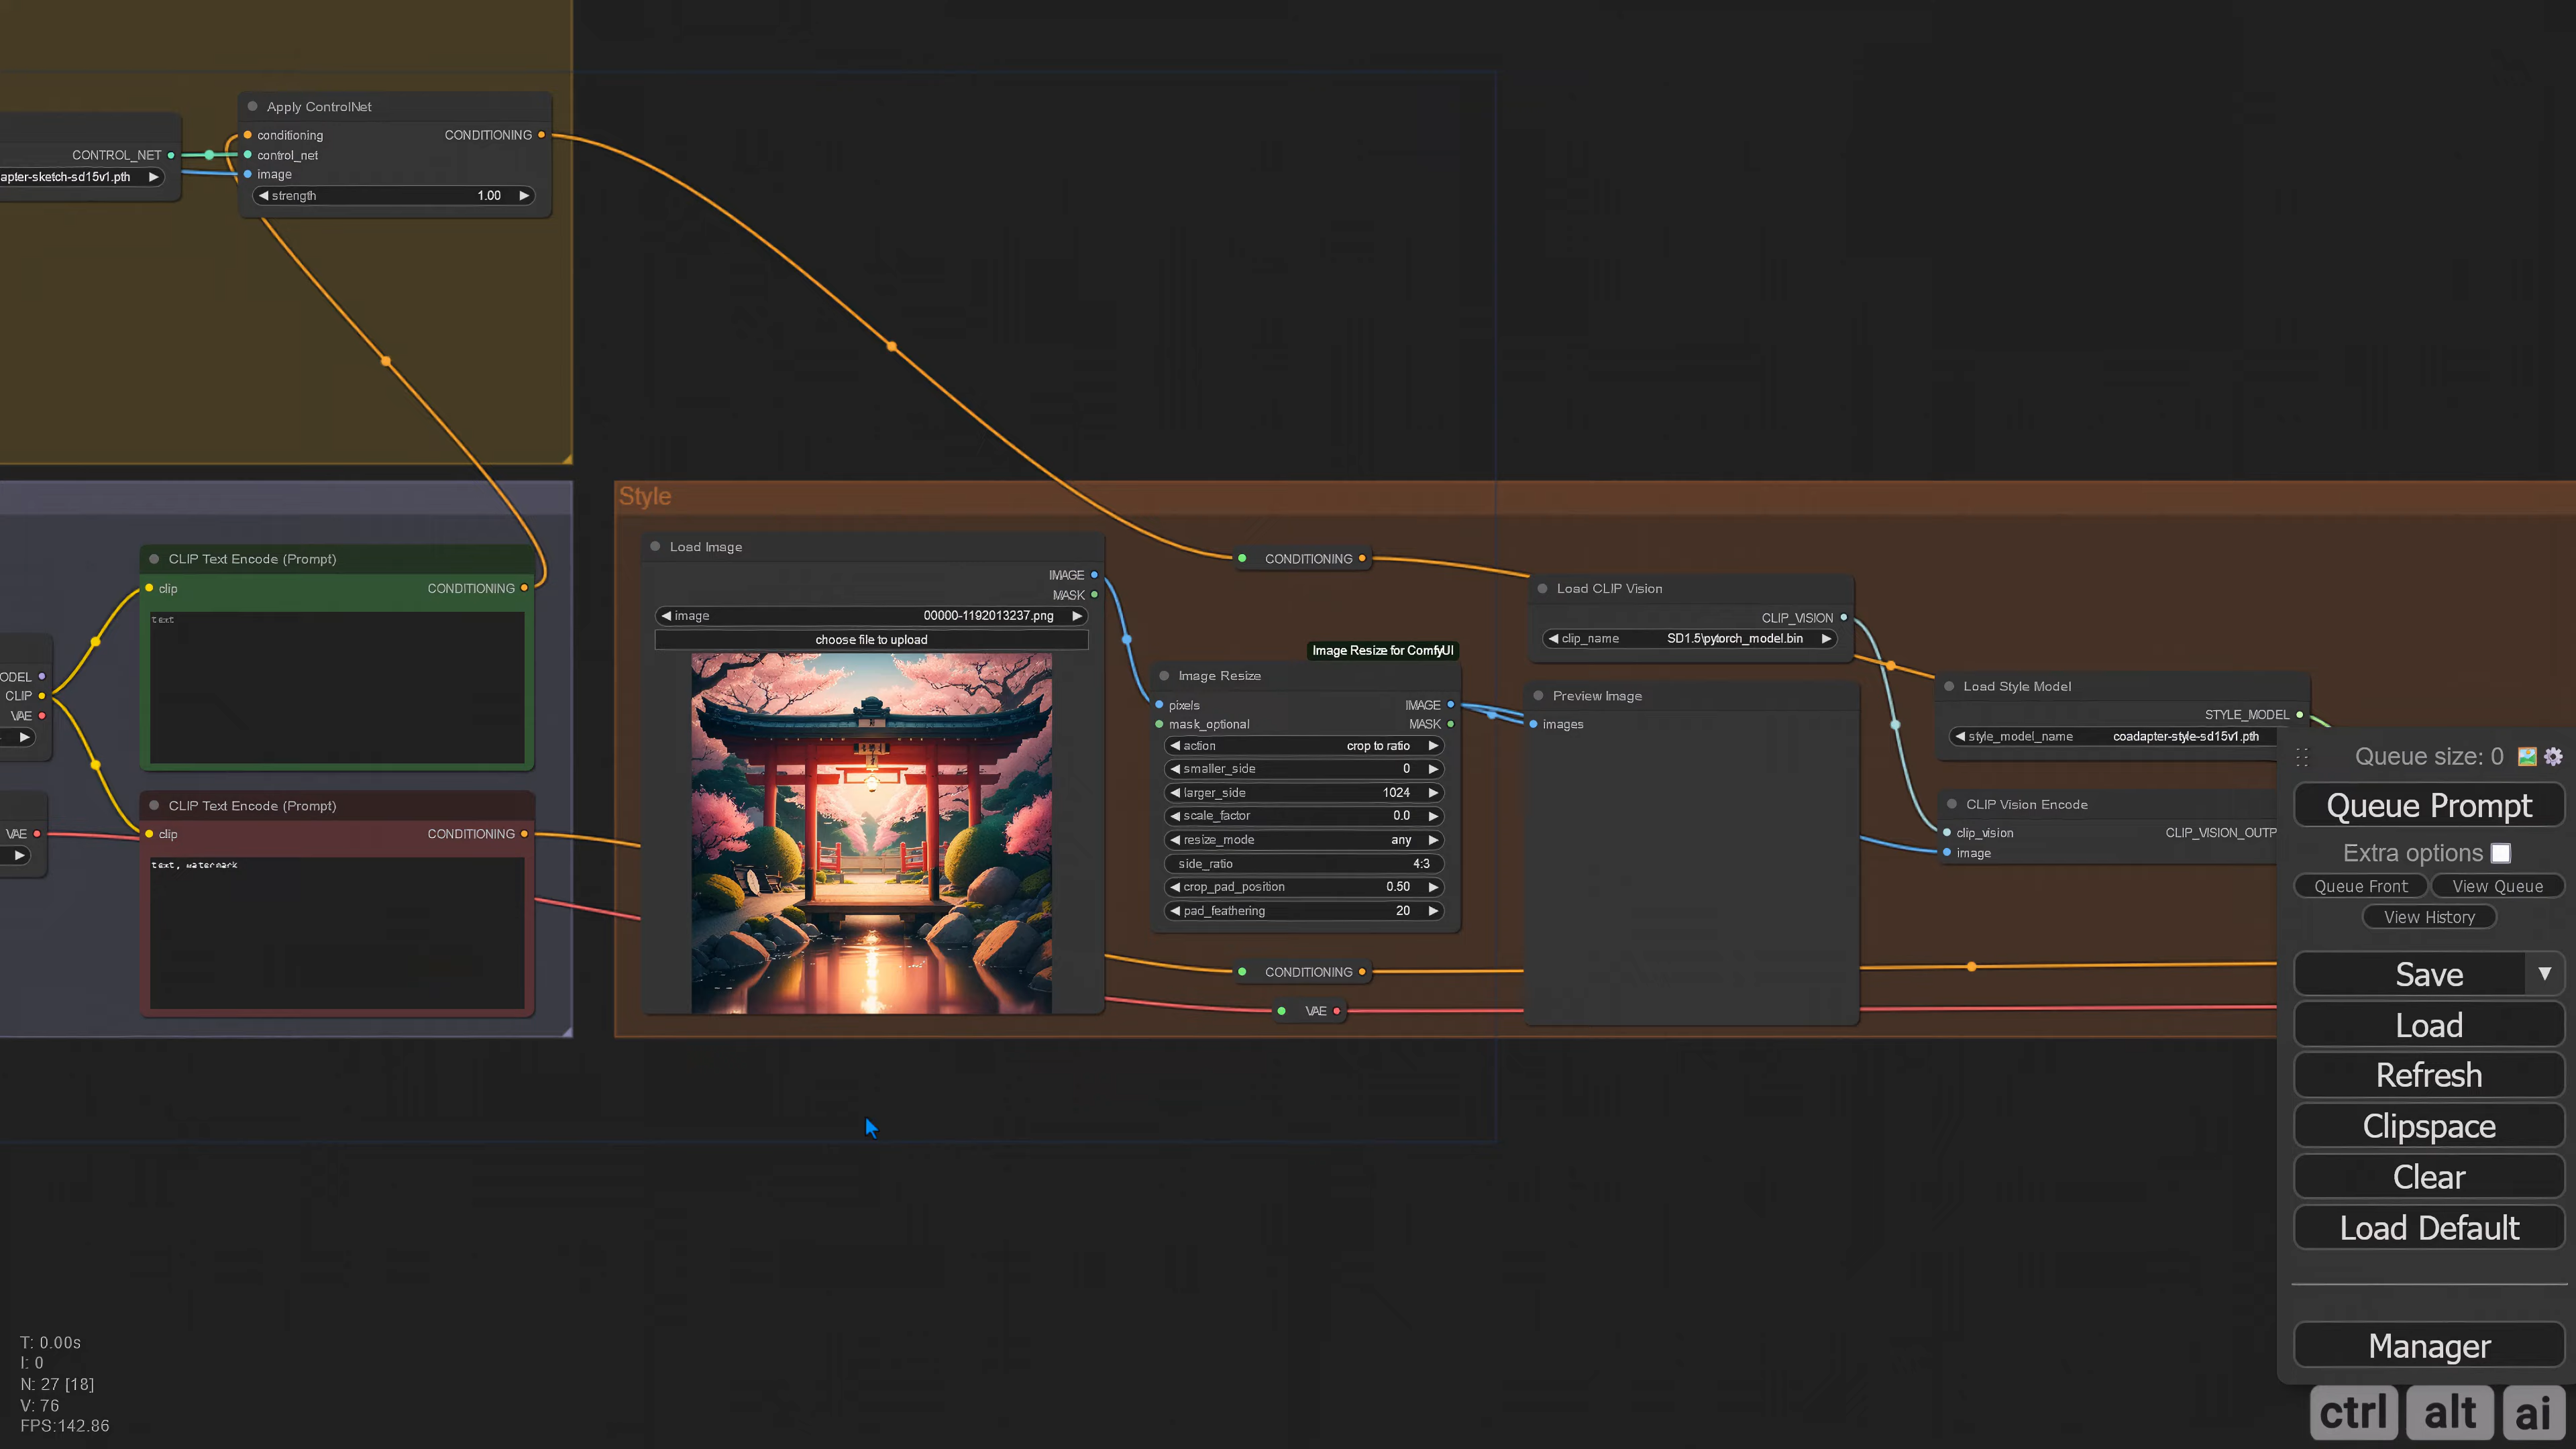 Apply ControlNet
conditioning CONDITIONING
CONTROL_NET control_net
apter-sketch-sd15v1.pth image
strength 1.00
Style
CLIP Text Encode (Prompt)
clip CONDITIONING
text
ODEL
CLIP
VAE
CLIP Text Encode (Prompt)
VAE clip CONDITIONING
text, watermark
Load Image
IMAGE
MASK
image 00000-1192013237.png
choose file to upload
CONDITIONING
Image Resize for ComfyUI
Image Resize
pixels IMAGE
mask_optional MASK
action crop to ratio
smaller_side 0
larger_side 1024
scale_factor 0.0
resize_mode any
side_ratio 4:3
crop_pad_position 0.50
pad_feathering 20
CONDITIONING
VAE
Load CLIP Vision
CLIP_VISION
clip_name SD1.5\pytorch_model.bin
Preview Image
images
Load Style Model
STYLE_MODEL
style_model_name coadapter-style-sd15v1.pth
CLIP Vision Encode
clip_vision CLIP_VISION_OUTP
image
Queue size: 0
Queue Prompt
Extra options
Queue Front View Queue
View History
Save
Load
Refresh
Clipspace
Clear
Load Default
Manager
T: 0.00s
I: 0
N: 27 [18]
V: 76
FPS:142.86
ctrl alt ai